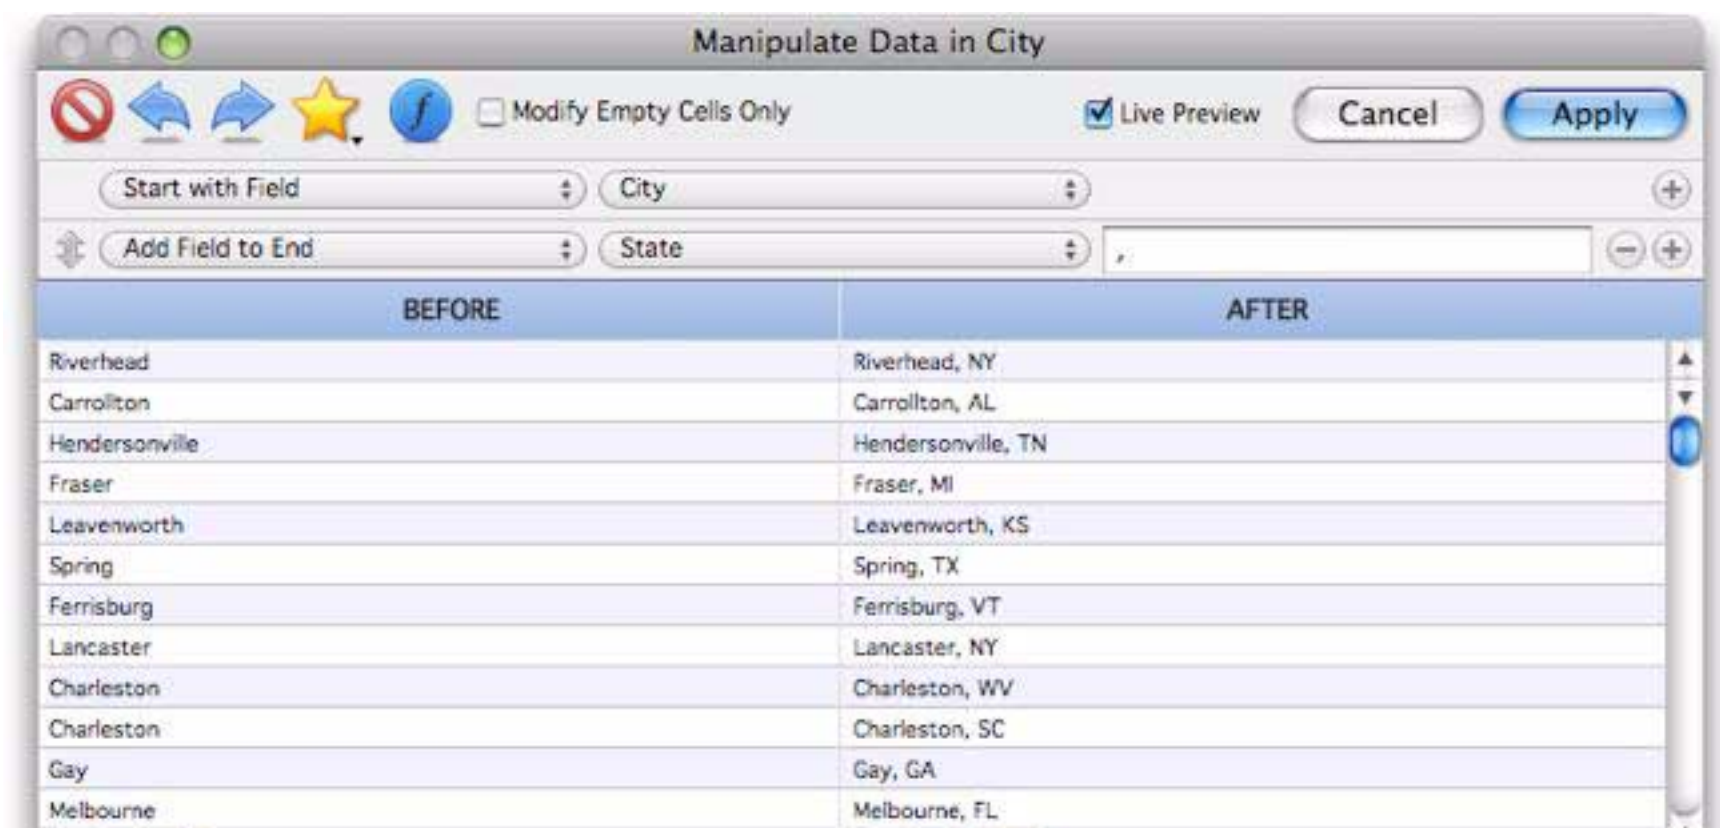 Manipulate Data in City
f Modify Empty Cells Only Live Preview Cancel Apply
Start with Field City
Add Field to End State ,
BEFORE AFTER
Riverhead Riverhead, NY
Carrollton Carrollton, AL
Hendersonville Hendersonville, TN
Fraser Fraser, MI
Leavenworth Leavenworth, KS
Spring Spring, TX
Ferrisburg Ferrisburg, VT
Lancaster Lancaster, NY
Charleston Charleston, WV
Charleston Charleston, SC
Gay Gay, GA
Melbourne Melbourne, FL